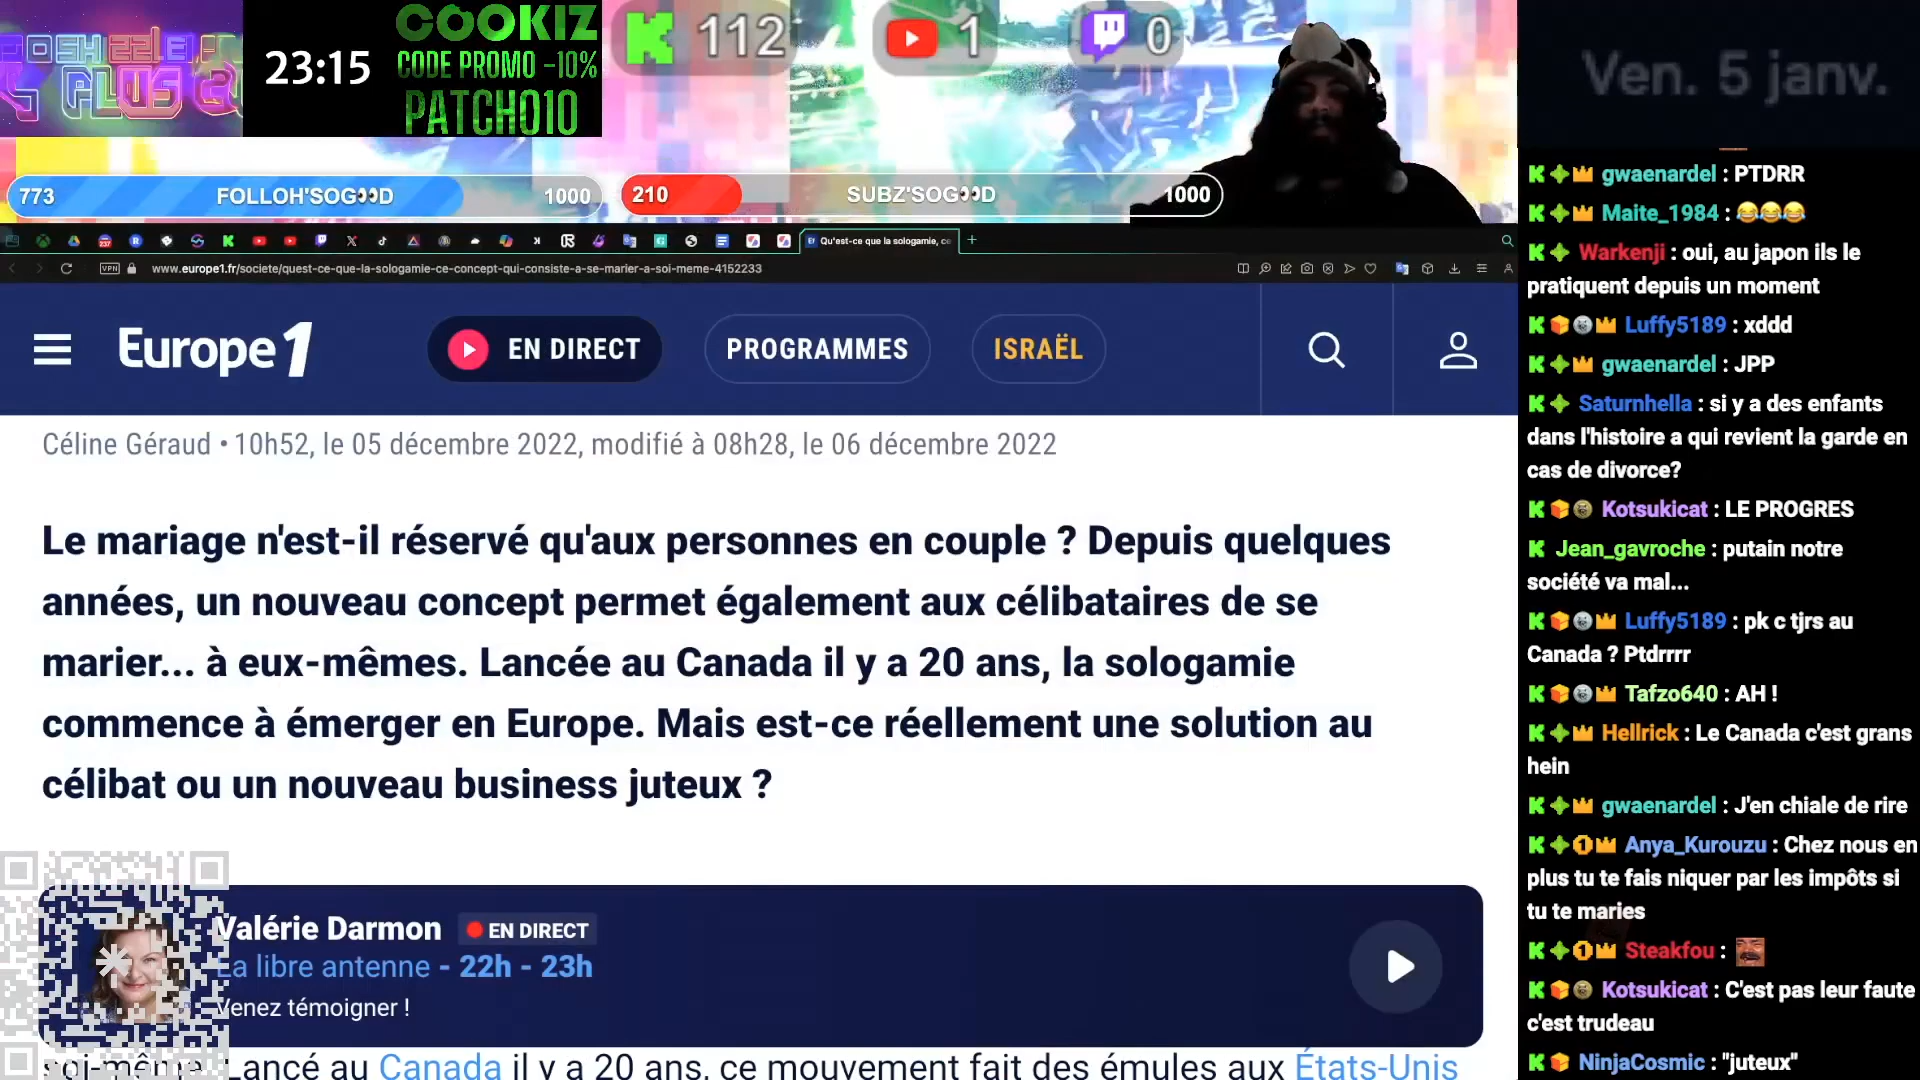 PLUS
23:15
COOKIZ
CODE PROMO -10%
PATCHO10
112
1
0
773 FOLLOH'SOG👀D 1000
210 SUBZ'SOG👀D 1000
Ven. 5 janv.
Qu'est-ce que la sologamie, ce
VPN
www.europe1.fr/societe/quest-ce-que-la-sologamie-ce-concept-qui-consiste-a-se-marier-a-soi-meme-4152233
Europe 1
EN DIRECT
PROGRAMMES
ISRAËL
Céline Géraud • 10h52, le 05 décembre 2022, modifié à 08h28, le 06 décembre 2022
Le mariage n'est-il réservé qu'aux personnes en couple ? Depuis quelques
années, un nouveau concept permet également aux célibataires de se
marier... à eux-mêmes. Lancée au Canada il y a 20 ans, la sologamie
commence à émerger en Europe. Mais est-ce réellement une solution au
célibat ou un nouveau business juteux ?
Valérie Darmon EN DIRECT
La libre antenne - 22h - 23h
Venez témoigner !
soi-même. Lancé au Canada il y a 20 ans, ce mouvement fait des émules aux États-Unis
gwaenardel : PTDRR
Maite_1984 : 😂😂😂
Warkenji : oui, au japon ils le
pratiquent depuis un moment
Luffy5189 : xddd
gwaenardel : JPP
Saturnhella : si y a des enfants
dans l'histoire a qui revient la garde en
cas de divorce?
Kotsukicat : LE PROGRES
Jean_gavroche : putain notre
société va mal...
Luffy5189 : pk c tjrs au
Canada ? Ptdrrrr
Tafzo640 : AH !
Hellrick : Le Canada c'est grans
hein
gwaenardel : J'en chiale de rire
Anya_Kurouzu : Chez nous en
plus tu te fais niquer par les impôts si
tu te maries
Steakfou :
Kotsukicat : C'est pas leur faute
c'est trudeau
NinjaCosmic : "juteux"